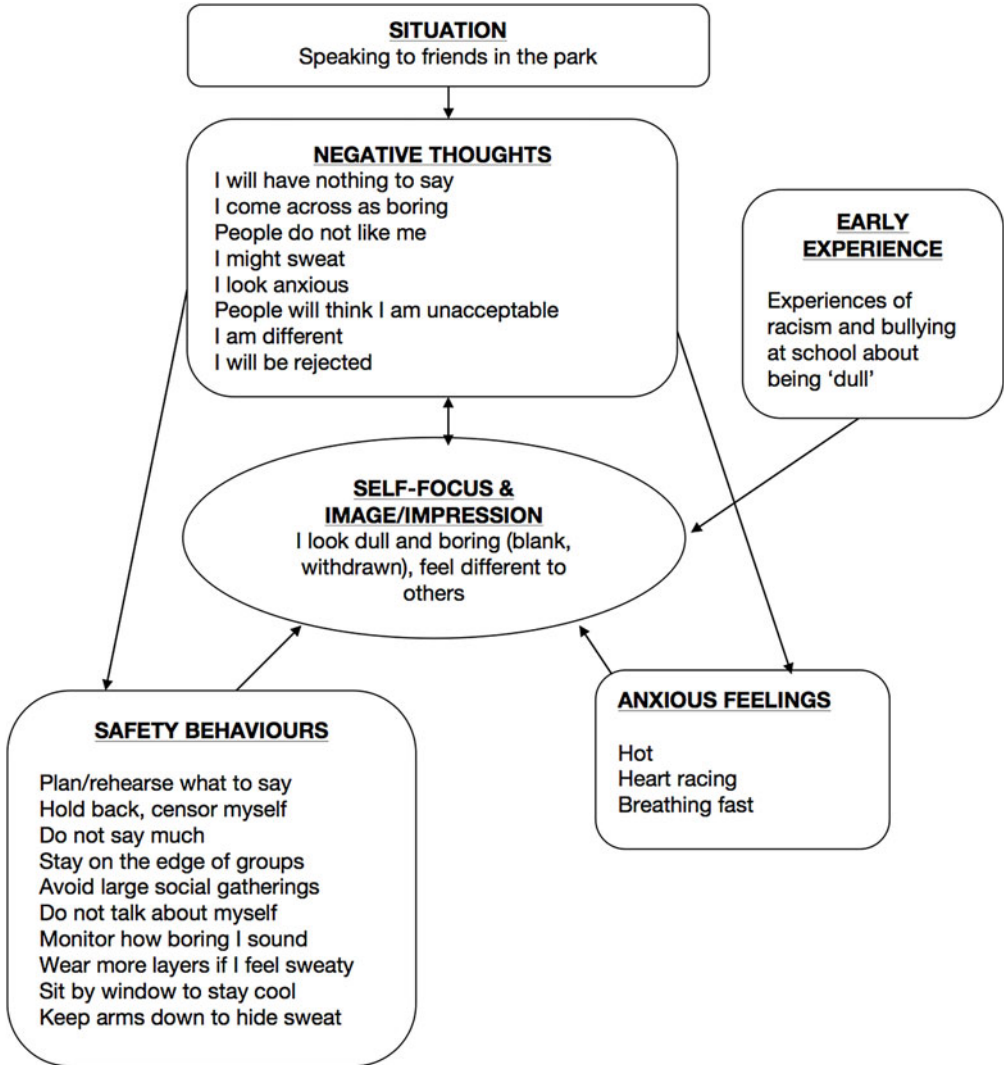 SITUATION
Speaking to friends in the park
NEGATIVE THOUGHTS
I will have nothing to say
I come across as boring
People do not like me
I might sweat
I look anxious
People will think I am unacceptable
I am different
I will be rejected
EARLY
EXPERIENCE
Experiences of
racism and bullying
at school about
being ‘dull’
SELF-FOCUS &
IMAGE/IMPRESSION
I look dull and boring (blank,
withdrawn), feel different to
others
SAFETY BEHAVIOURS
Plan/rehearse what to say
Hold back, censor myself
Do not say much
Stay on the edge of groups
Avoid large social gatherings
Do not talk about myself
Monitor how boring I sound
Wear more layers if I feel sweaty
Sit by window to stay cool
Keep arms down to hide sweat
ANXIOUS FEELINGS
Hot
Heart racing
Breathing fast